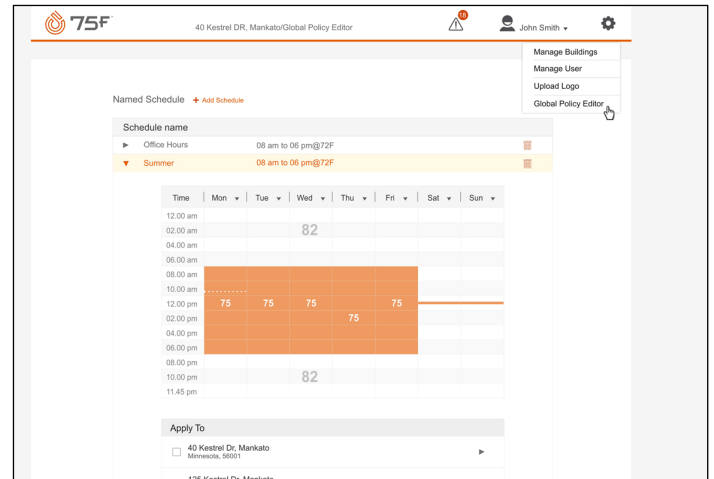 75F
40 Kestrel DR, Mankato/Global Policy Editor
18
John Smith
Manage Buildings
Manage User
Upload Logo
Global Policy Editor
Named Schedule + Add Schedule
Schedule name
Office Hours 08 am to 06 pm@72F
Summer 08 am to 06 pm@72F
Time Mon Tue Wed Thu Fri Sat Sun
12.00 am
02.00 am 82
04.00 am
06.00 am
08.00 am
10.00 am
12.00 pm 75 75 75 75
02.00 pm 75
04.00 pm
06.00 pm
08.00 pm
10.00 pm 82
11.45 pm
Apply To
40 Kestrel Dr, Mankato
Minnesota, 56001
Kestrel Dr, Mankato